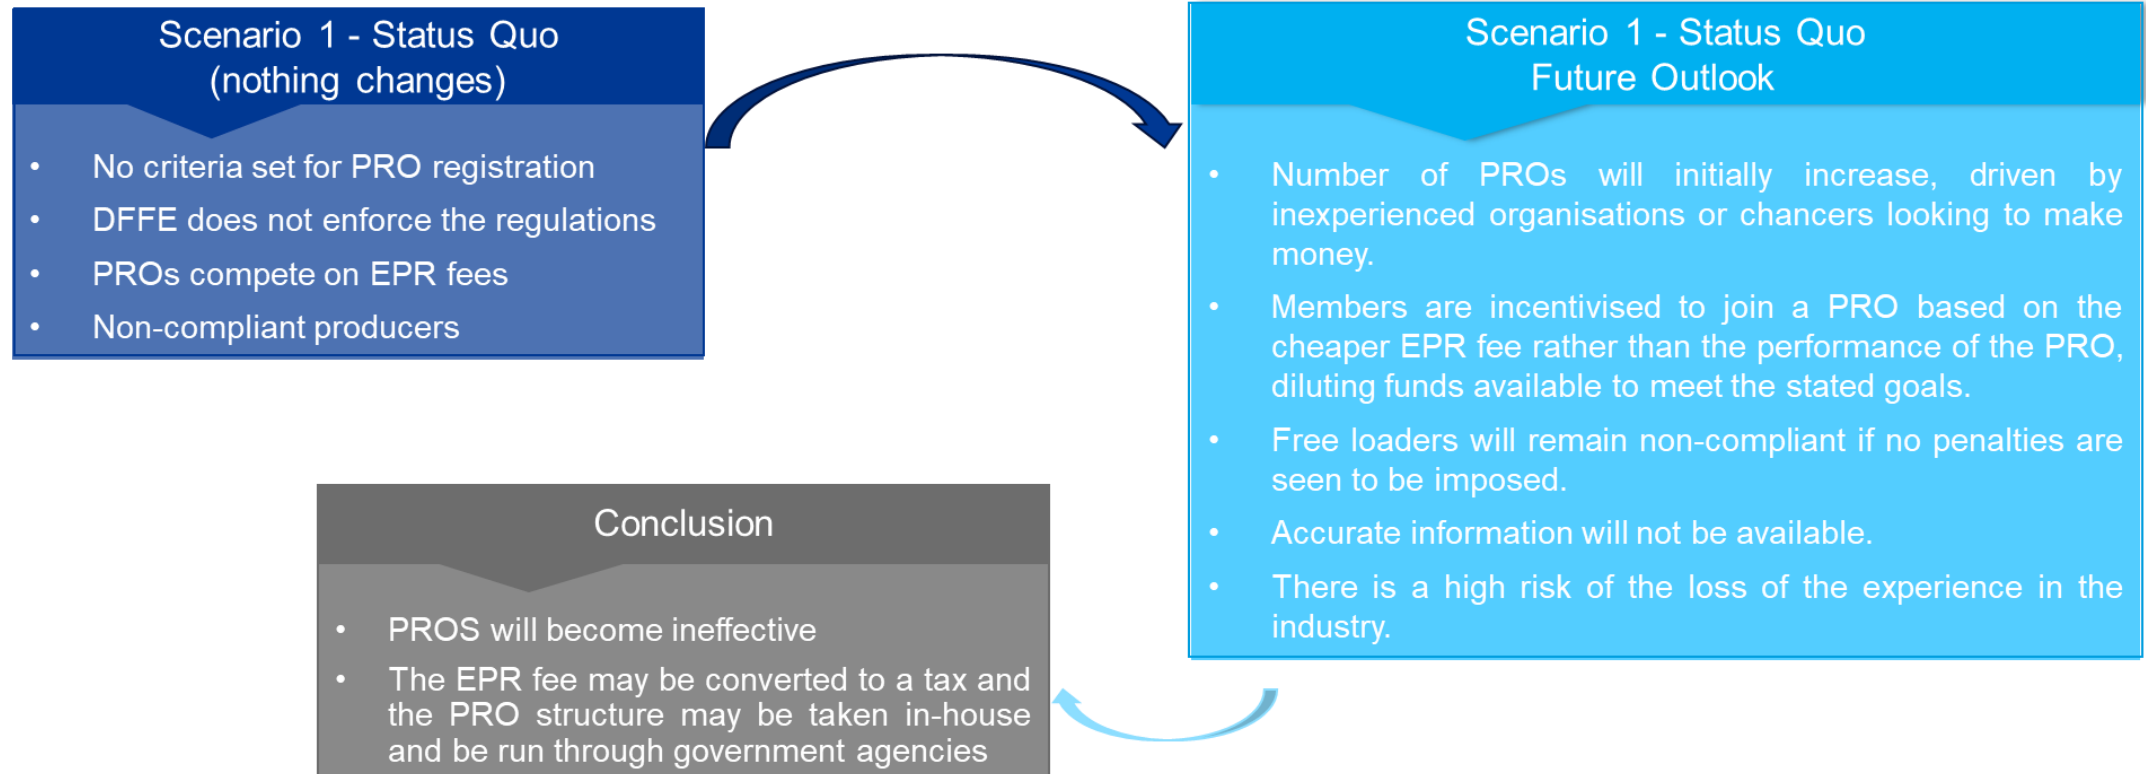 Scenario 1 - Status Quo
(nothing changes)
• No criteria set for PRO registration
• DFFE does not enforce the regulations
• PROs compete on EPR fees
• Non-compliant producers
Scenario 1 - Status Quo
Future Outlook
• Number of PROs will initially increase, driven by
inexperienced organisations or chancers looking to make
money.
• Members are incentivised to join a PRO based on the
cheaper EPR fee rather than the performance of the PRO,
diluting funds available to meet the stated goals.
• Free loaders will remain non-compliant if no penalties are
seen to be imposed.
• Accurate information will not be available.
• There is a high risk of the loss of the experience in the
industry.
Conclusion
• PROS will become ineffective
• The EPR fee may be converted to a tax and
the PRO structure may be taken in-house
and be run through government agencies